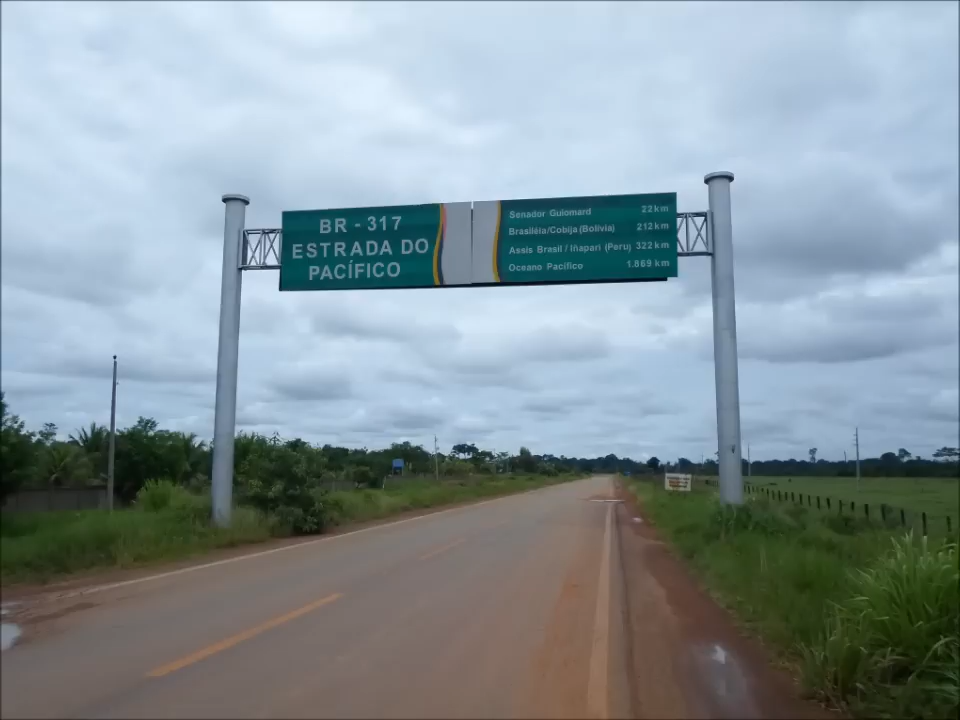 BR - 317
ESTRADA DO
PACÍFICO
Senador Guiomard 22 km
Brasiléia/Cobija (Bolívia) 212 km
Assis Brasil / Iñapari (Peru) 322 km
Oceano Pacífico 1.869 km